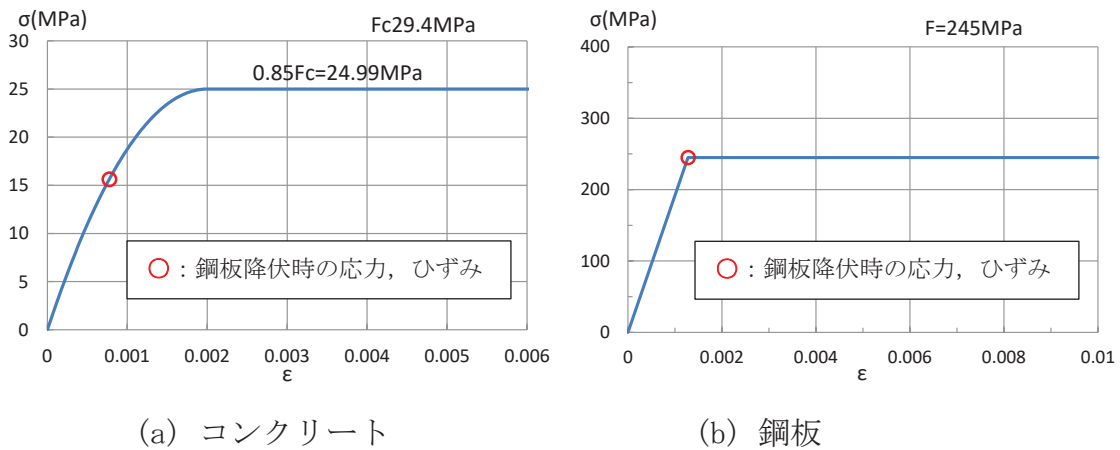 σ(MPa)
Fc29.4MPa
30
25
20
15
10
5
0
0.85Fc=24.99MPa
○：鋼板降伏時の応力，ひずみ
0 0.001 0.002 0.003 0.004 0.005 0.006
ε
(a) コンクリート
σ(MPa)
F=245MPa
400
300
200
100
0
○：鋼板降伏時の応力，ひずみ
0 0.002 0.004 0.006 0.008 0.01
ε
(b) 鋼板